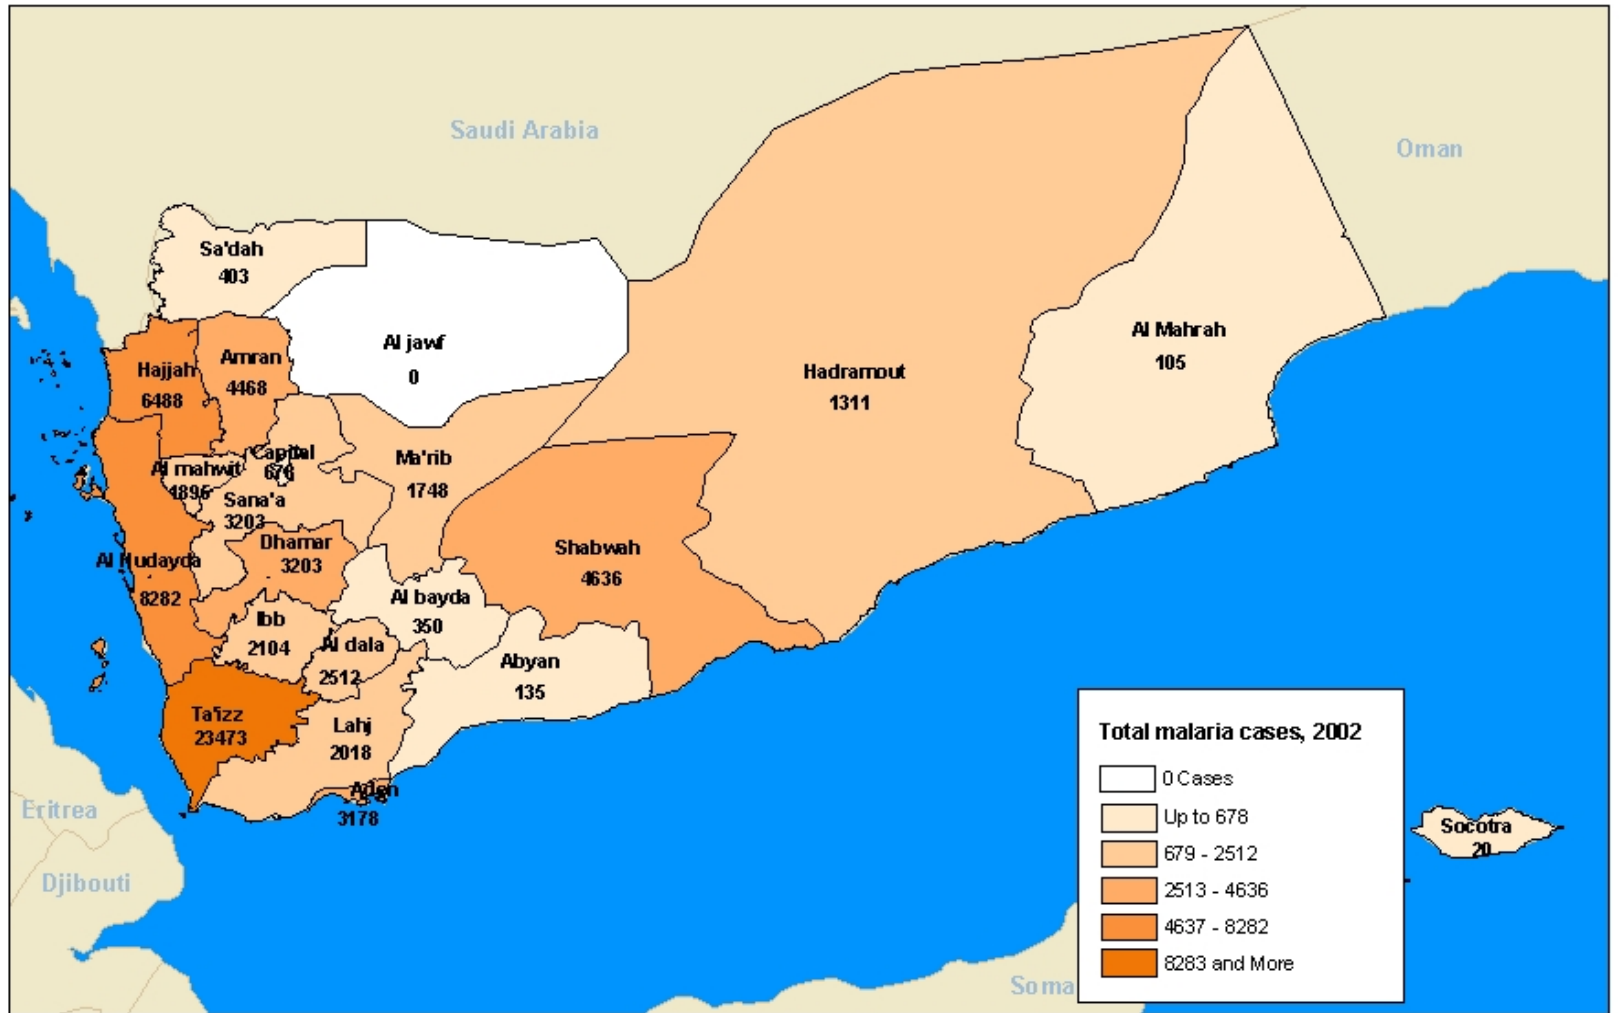 Saudi Arabia
Oman
Sa'dah
403
Al jawf
0
Al Mahrah
105
Hajjah
6488
Amran
4468
Hadramout
1311
Capital
678
Ma'rib
1748
Al mahwit
1896
Sana'a
3203
Dhamar
3203
Shabwah
4636
Al Hudayda
8282
Al bayda
350
Ibb
2104
Al dala
2512
Abyan
135
Ta'izz
23473
Lahj
2018
Aden
3178
Eritrea
Djibouti
Soma
Socotra
20
Total malaria cases, 2002
0 Cases
Up to 678
679 - 2512
2513 - 4636
4637 - 8282
8283 and More